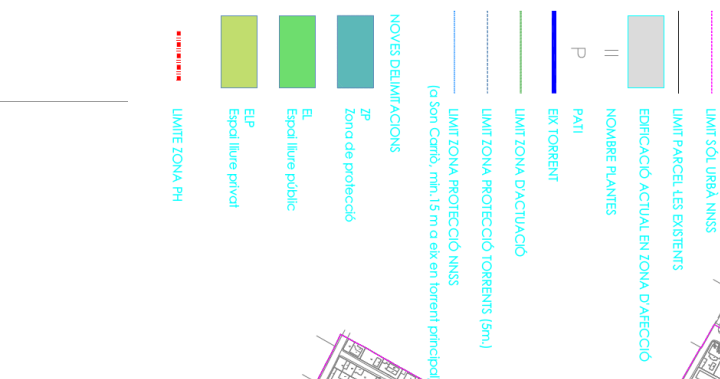 LIMIT SÒL URBÀ NNSS
LIMIT PARCEL·LES EXISTENTS
EDIFICACIÓ ACTUAL EN ZONA D'AFECCIÓ
II NOMBRE PLANTES
P PATI
EIX TORRENT
LIMIT ZONA D'ACTUACIÓ
LIMIT ZONA PROTECCIÓ TORRENTS (5m.)
LIMIT ZONA PROTECCIÓ NNSS
(a Son Carrió, mín.15 m a eix en torrent principal
NOVES DELIMITACIONS
ZP
Zona de protecció
EL
Espai lliure públic
ELP
Espai lliure privat
LIMITE ZONA PH